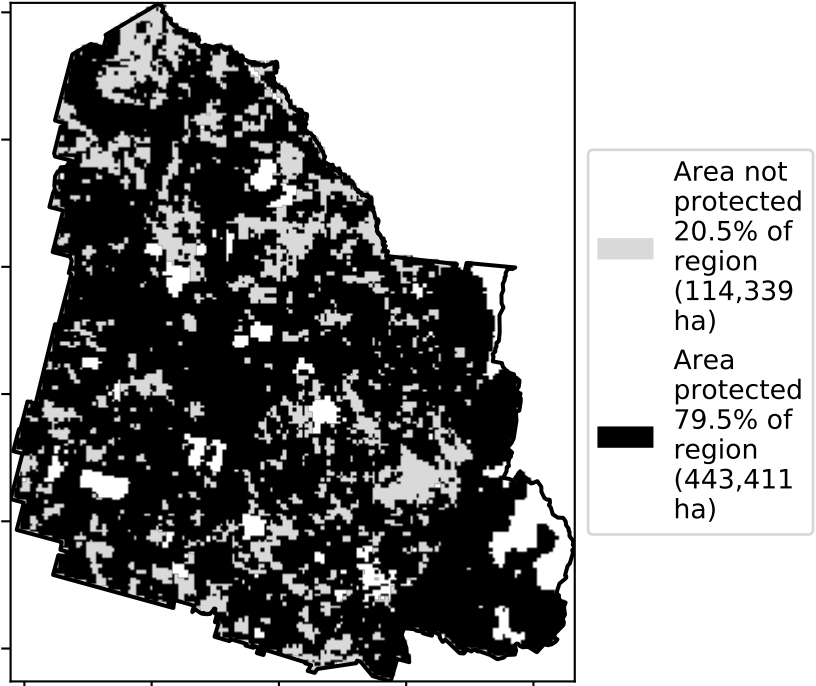 Area not
protected
20.5% of
region
(114,339
ha)
Area
protected
79.5% of
region
(443,411
ha)